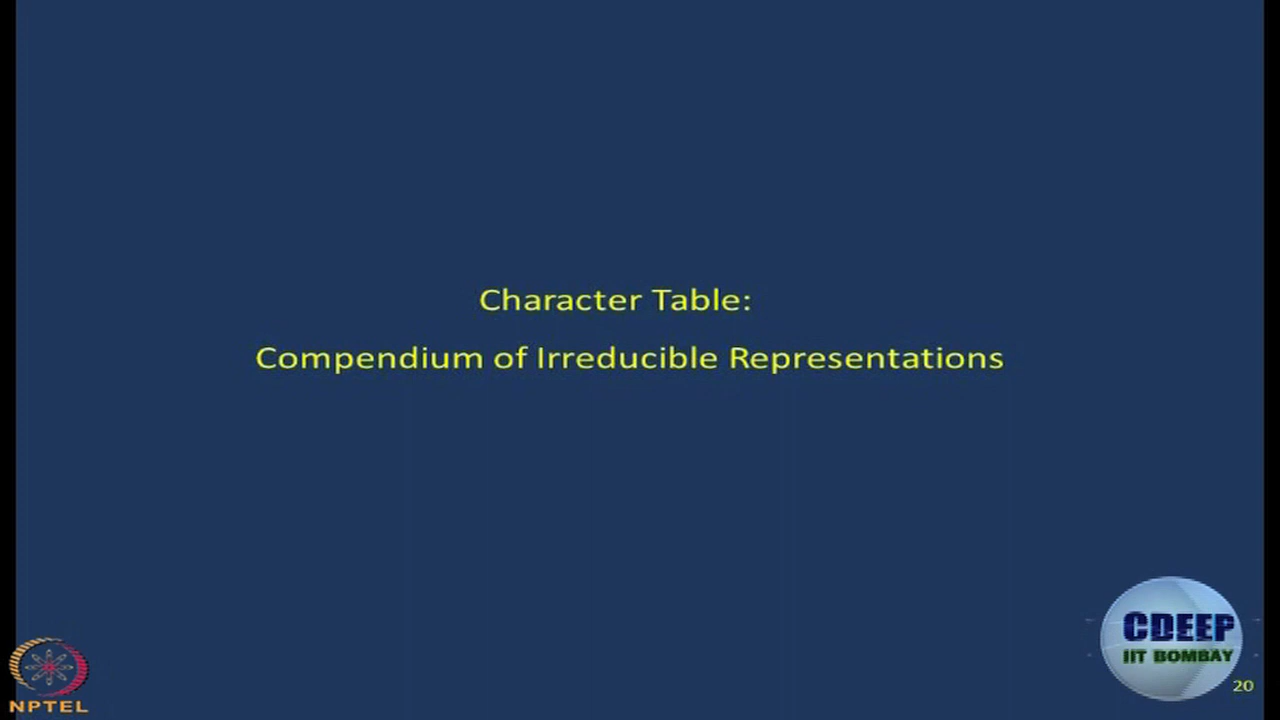 Character Table:
Compendium of Irreducible Representations
CDEEP
IIT BOMBAY
NPTEL
20